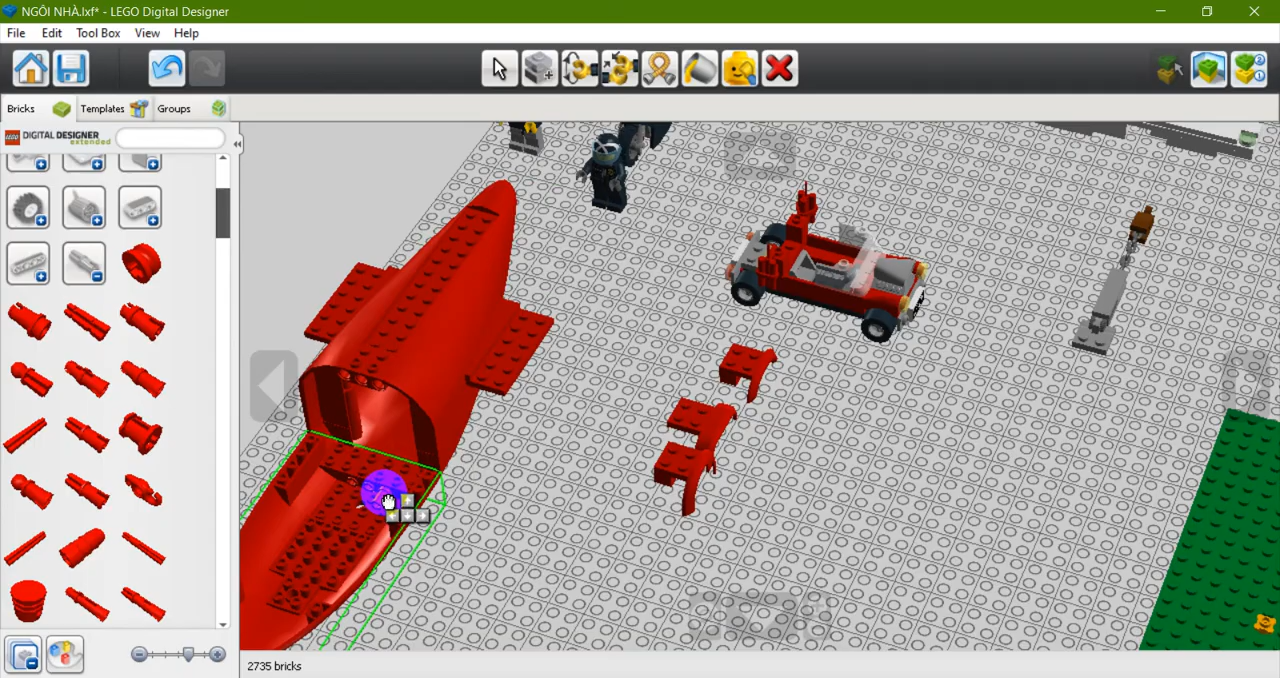 NGÔI NHÀ.lxf* - LEGO Digital Designer
File Edit Tool Box View Help
Bricks Templates Groups
LEGO DIGITAL DESIGNER
extended
2735 bricks